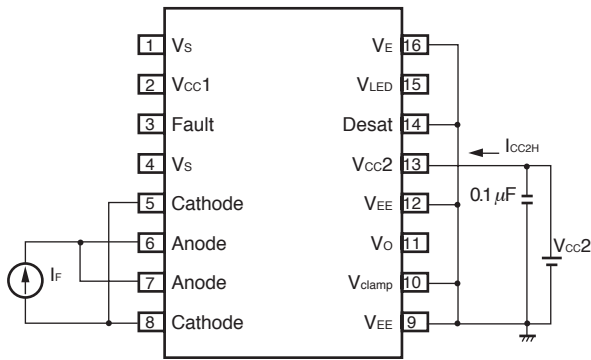 1 VS VE 16
2 VCC1 VLED 15
3 Fault Desat 14
ICC2H
4 VS VCC2 13
0.1 μF
5 Cathode VEE 12
6 Anode VO 11
VCC2
IF
7 Anode Vclamp 10
8 Cathode VEE 9